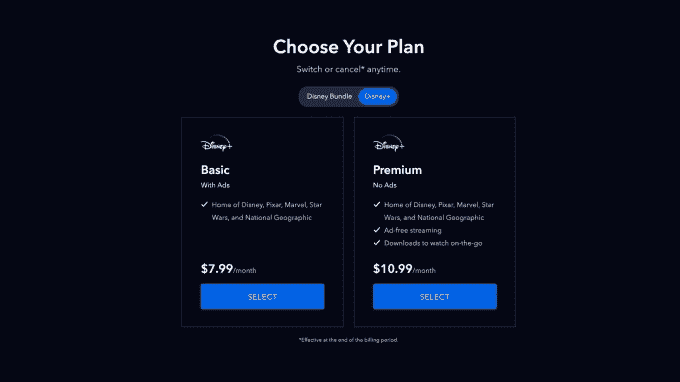 Choose Your Plan
Switch or cancel* anytime.
Disney Bundle Disney+
Disney+
Basic
With Ads
Home of Disney, Pixar, Marvel, Star
Wars, and National Geographic
$7.99/month
SELECT
Disney+
Premium
No Ads
Home of Disney, Pixar, Marvel, Star
Wars, and National Geographic
Ad-free streaming
Downloads to watch on-the-go
$10.99/month
SELECT
*Effective at the end of the billing period.